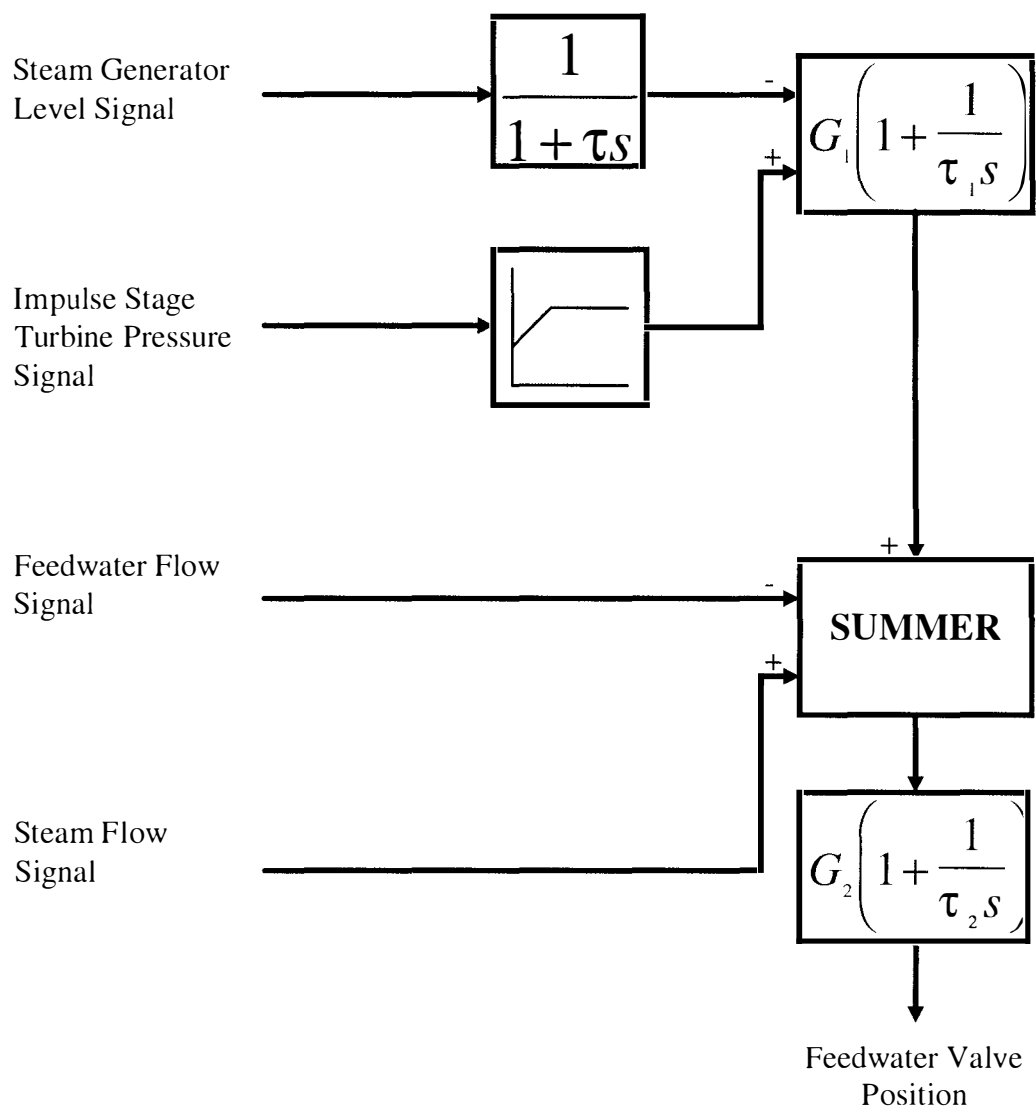 Steam Generator
Level Signal
1
1 + τs
-
+
G₁(1 + 1/τ₁s)
Impulse Stage
Turbine Pressure
Signal
Feedwater Flow
Signal
+
-
+
SUMMER
Steam Flow
Signal
G₂(1 + 1/τ₂s)
Feedwater Valve
Position